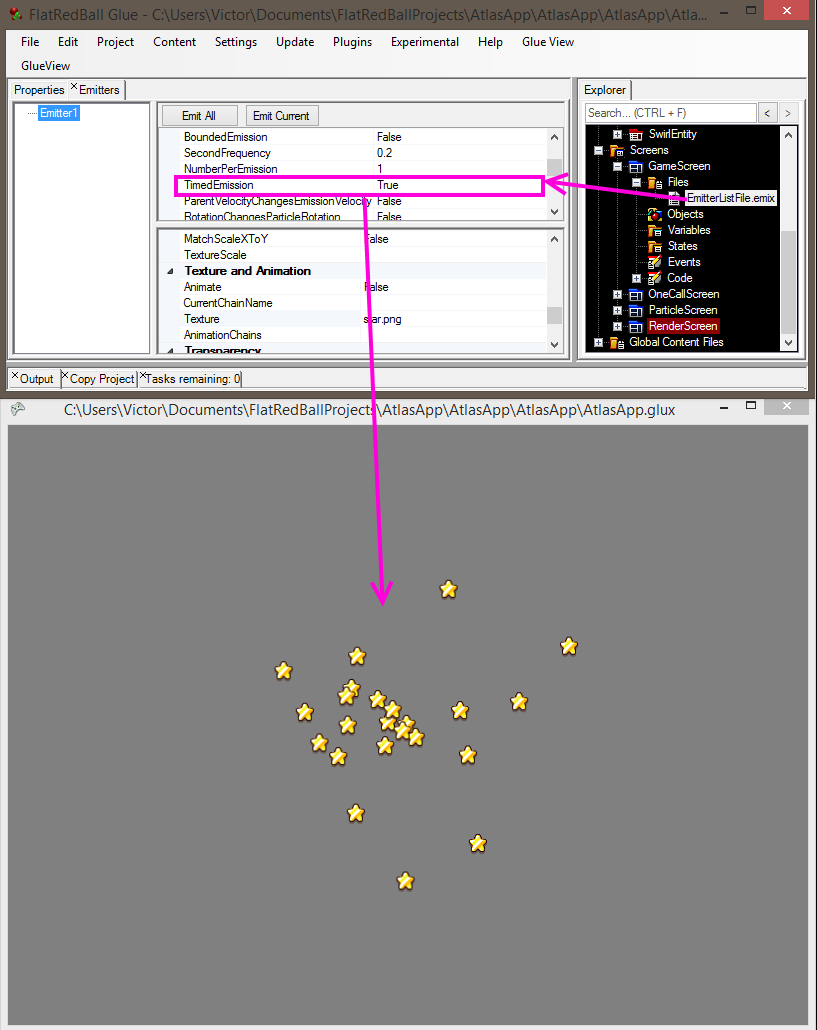 FlatRedBall Glue - C:\Users\Victor\Documents\FlatRedBallProjects\AtlasApp\AtlasApp\AtlasApp\Atla...
File Edit Project Content Settings Update Plugins Experimental Help Glue View
GlueView
Properties Emitters
Emitter1
Emit All Emit Current
BoundedEmission False
SecondFrequency 0.2
NumberPerEmission 1
TimedEmission True
ParentVelocityChangesEmissionVelocity False
RotationChangesParticleRotation False
MatchScaleXToY False
TextureScale
Texture and Animation
Animate False
CurrentChainName
Texture star.png
AnimationChains
Transparency
Explorer
Search... (CTRL + F) < >
SwirlEntity
Screens
GameScreen
Files
EmitterListFile.emix
Objects
Variables
States
Events
Code
OneCallScreen
ParticleScreen
RenderScreen
Global Content Files
Output Copy Project Tasks remaining: 0
C:\Users\Victor\Documents\FlatRedBallProjects\AtlasApp\AtlasApp\AtlasApp\AtlasApp.glux